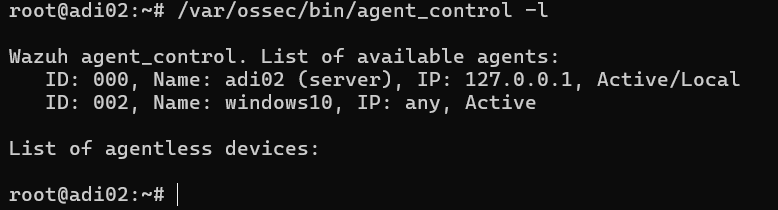 root@adi02:~# /var/ossec/bin/agent_control -l
Wazuh agent_control. List of available agents:
   ID: 000, Name: adi02 (server), IP: 127.0.0.1, Active/Local
   ID: 002, Name: windows10, IP: any, Active
List of agentless devices:
root@adi02:~#